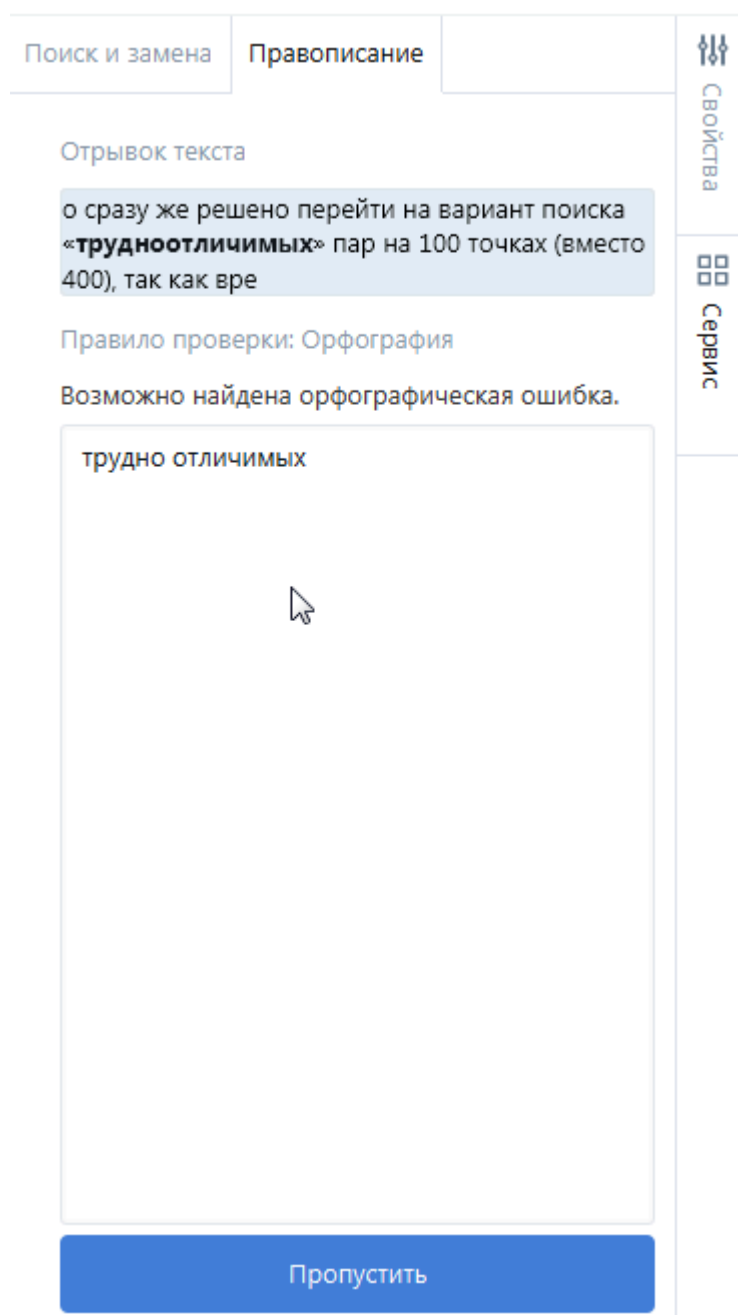 Поиск и замена
Правописание
Свойства
Сервис
Отрывок текста
о сразу же решено перейти на вариант поиска
«трудноотличимых» пар на 100 точках (вместо
400), так как вре
Правило проверки: Орфография
Возможно найдена орфографическая ошибка.
трудно отличимых
Пропустить